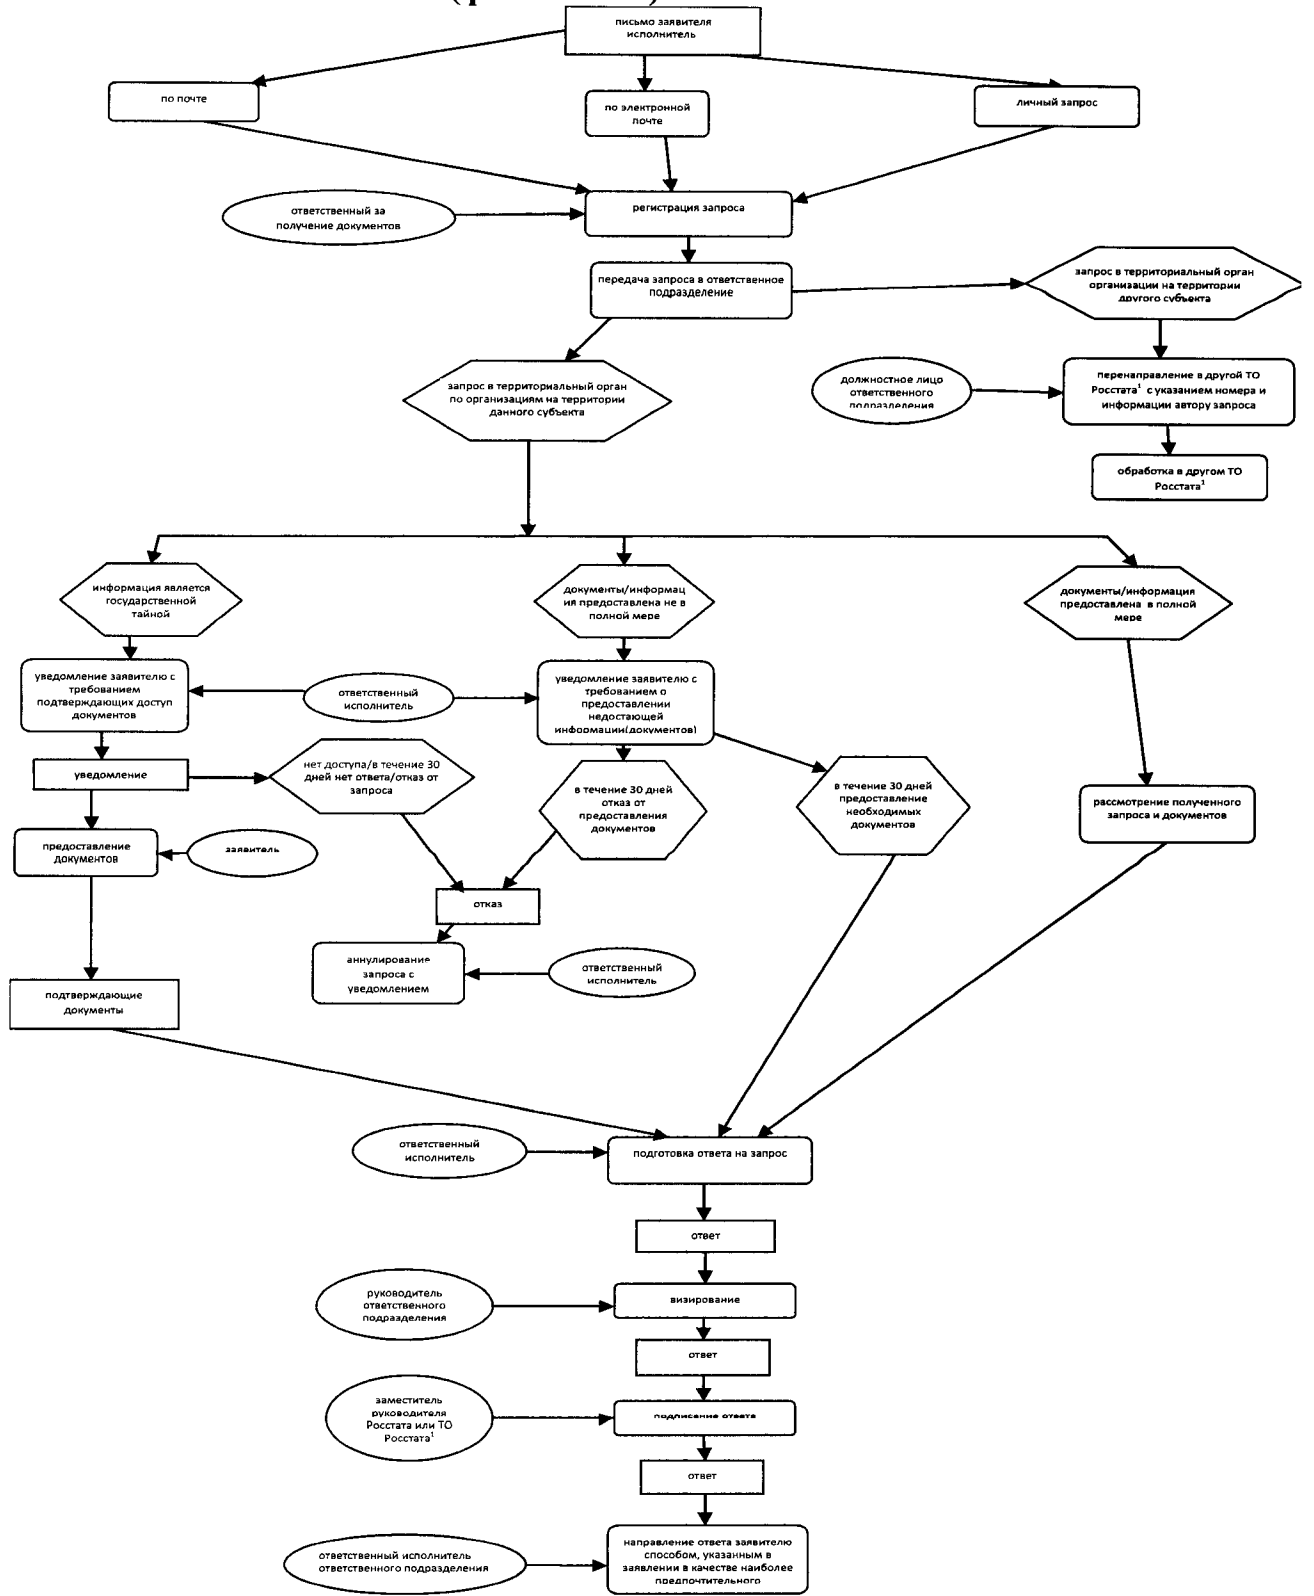 письмо заявителя
исполнитель
по почте
по электронной
почте
личный запрос
ответственный за
получение документов
регистрация запроса
передача запроса в ответственное
подразделение
запрос в территориальный орган
организации на территории
другого субъекта
запрос в территориальный орган
по организациям на территории
данного субъекта
должностное лицо
ответственного
подразделения
перенаправление в другой ТО
Росстата¹ с указанием номера и
информации автору запроса
обработка в другом ТО
Росстата¹
информация является
государственной
тайной
документы/информац
ия предоставлена не в
полной мере
документы/информация
предоставлена в полной
мере
уведомление заявителю с
требованием
подтверждающих доступ
документов
ответственный
исполнитель
уведомление заявителю с
требованием о
предоставлении
недостающей
информации(документов)
уведомление
нет доступа/в течение 30
дней нет ответа/отказ от
запроса
в течение 30 дней
отказ от
предоставления
документов
в течение 30 дней
предоставление
необходимых
документов
рассмотрение полученного
запроса и документов
предоставление
документов
заявитель
отказ
аннулирование
запроса с
уведомлением
ответственный
исполнитель
подтверждающие
документы
ответственный
исполнитель
подготовка ответа на запрос
ответ
руководитель
ответственного
подразделения
визирование
ответ
заместитель
руководителя
Росстата или ТО
Росстата¹
подписание ответа
ответ
ответственный исполнитель
ответственного подразделения
направление ответа заявителю
способом, указанным в
заявлении в качестве наиболее
предпочтительного